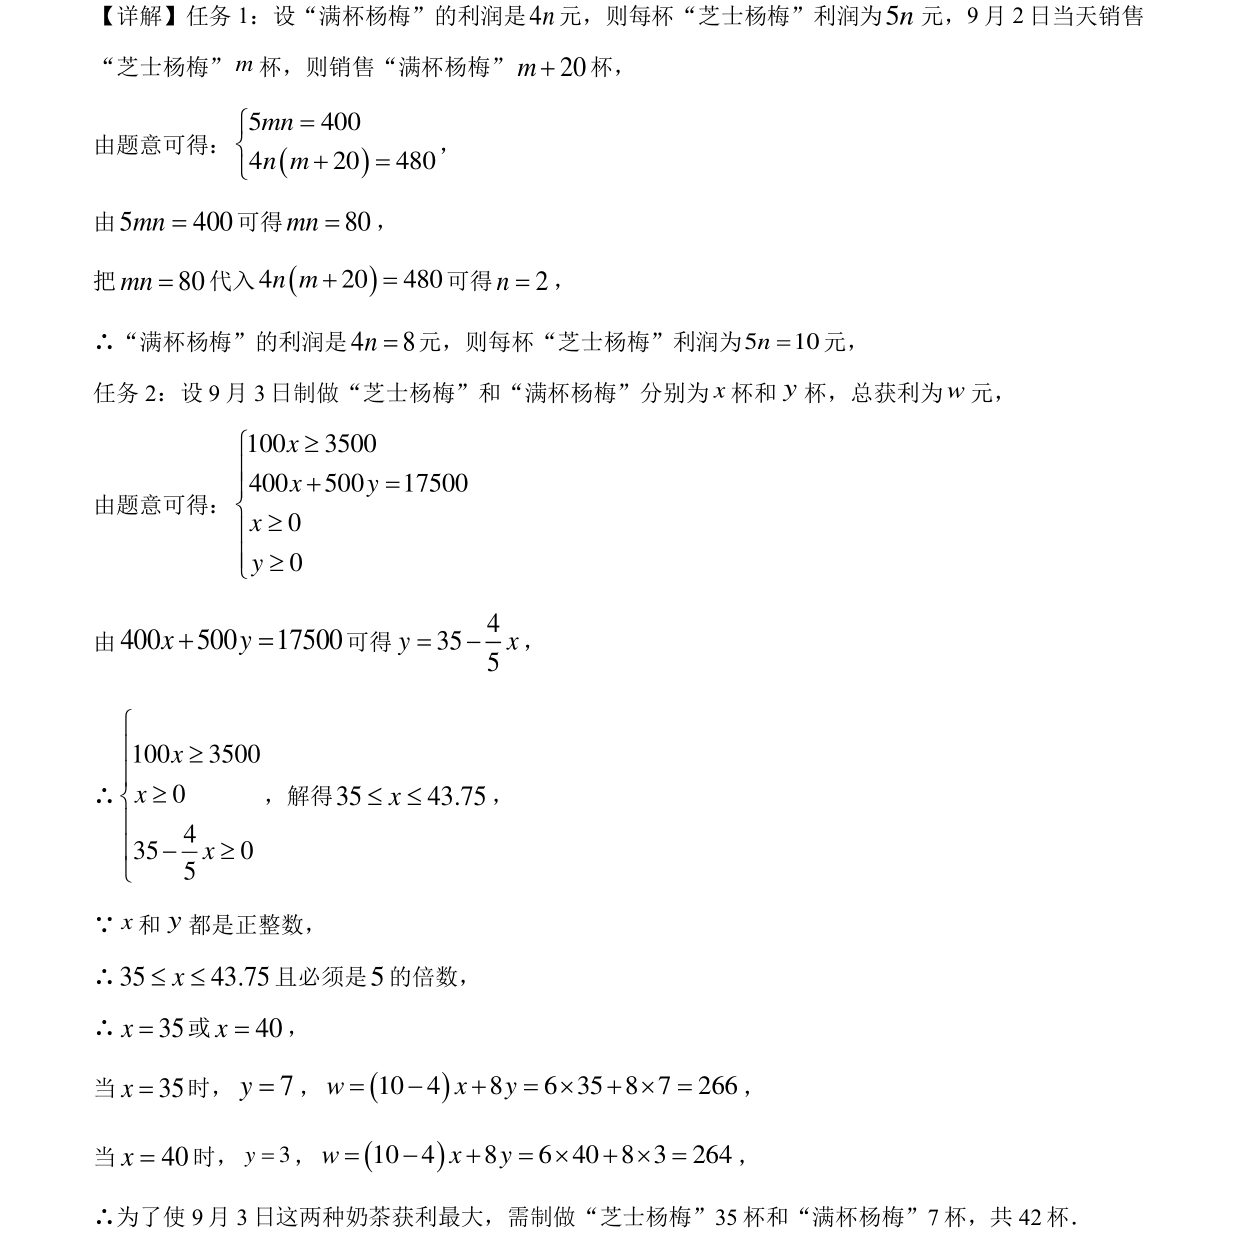 【详解】任务 1：设“满杯杨梅”的利润是4n元，则每杯“芝士杨梅”利润为5n 元，9 月 2 日当天销售
“芝士杨梅” m 杯，则销售“满杯杨梅” m+20杯，
由题意可得：{5mn=400
4n(m+20)=480，
由5mn=400可得mn=80，
把mn=80代入4n(m+20)=480可得n=2，
∴“满杯杨梅”的利润是4n=8元，则每杯“芝士杨梅”利润为5n=10元，
任务 2：设 9 月 3 日制做“芝士杨梅”和“满杯杨梅”分别为 x 杯和 y 杯，总获利为 w 元，
由题意可得：{100x≥3500
400x+500y=17500
x≥0
y≥0
由400x+500y=17500可得 y=35−4/5x，
∴{100x≥3500
x≥0
35−4/5x≥0，解得35≤x≤43.75，
∵ x 和 y 都是正整数，
∴35≤x≤43.75且必须是5的倍数，
∴x=35或x=40，
当x=35时，y=7，w=(10−4)x+8y=6×35+8×7=266，
当x=40时，y=3，w=(10−4)x+8y=6×40+8×3=264，
∴为了使 9 月 3 日这两种奶茶获利最大，需制做“芝士杨梅”35 杯和“满杯杨梅”7 杯，共 42 杯．